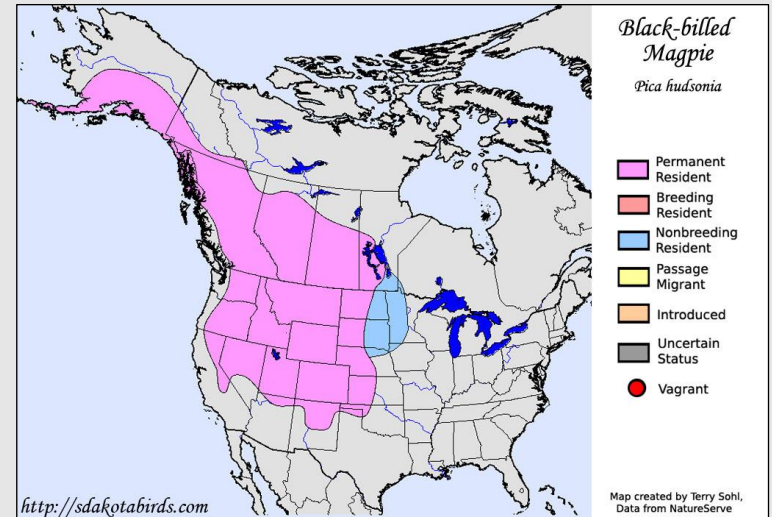 Black-billed
Magpie
Pica hudsonia
Permanent
Resident
Breeding
Resident
Nonbreeding
Resident
Passage
Migrant
Introduced
Uncertain
Status
Vagrant
http://sdakotabirds.com
Map created by Terry Sohl,
Data from NatureServe